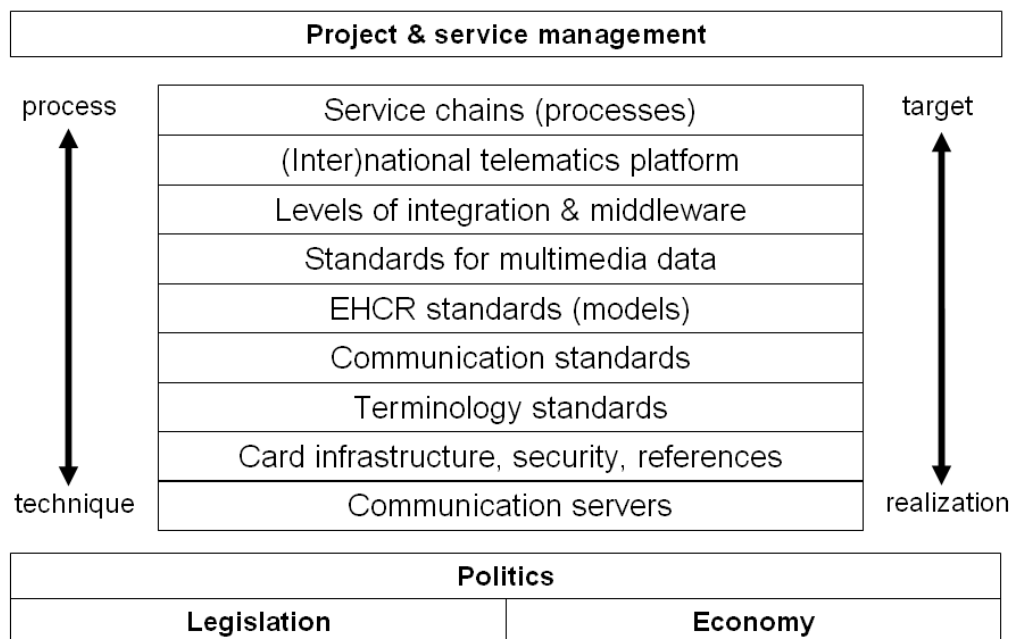 Project & service management
process
target
Service chains (processes)
(Inter)national telematics platform
Levels of integration & middleware
Standards for multimedia data
EHCR standards (models)
Communication standards
Terminology standards
Card infrastructure, security, references
technique
Communication servers
realization
Politics
Legislation
Economy